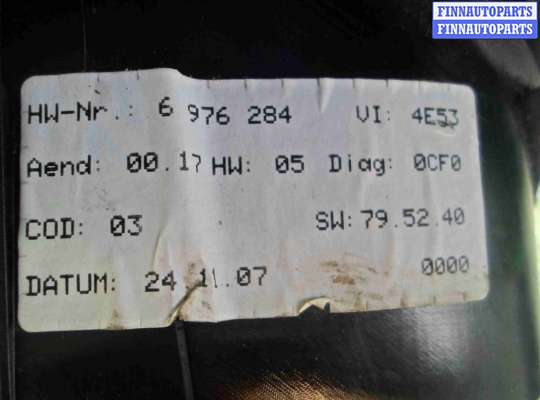 FINNAUTOPARTS
FINNAUTOPARTS
HW-Nr.: 6 976 284 VI: 4E53
Aend: 00.17 HW: 05 Diag: 0CF0
COD: 03 SW: 79.52.40
DATUM: 24 11.07 0000